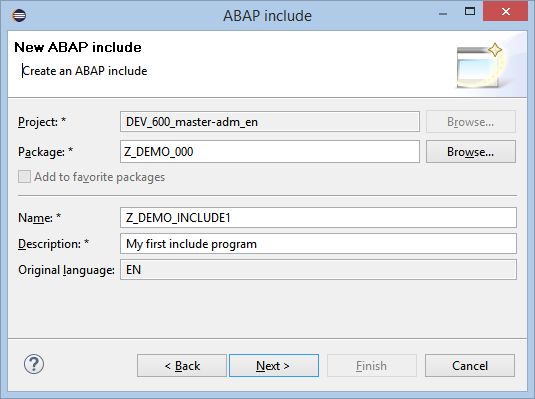 ABAP include
New ABAP include
Create an ABAP include
Project: * DEV_600_master-adm_en Browse...
Package: * Z_DEMO_000 Browse...
Add to favorite packages
Name: * Z_DEMO_INCLUDE1
Description: * My first include program
Original language: EN
? < Back Next > Finish Cancel